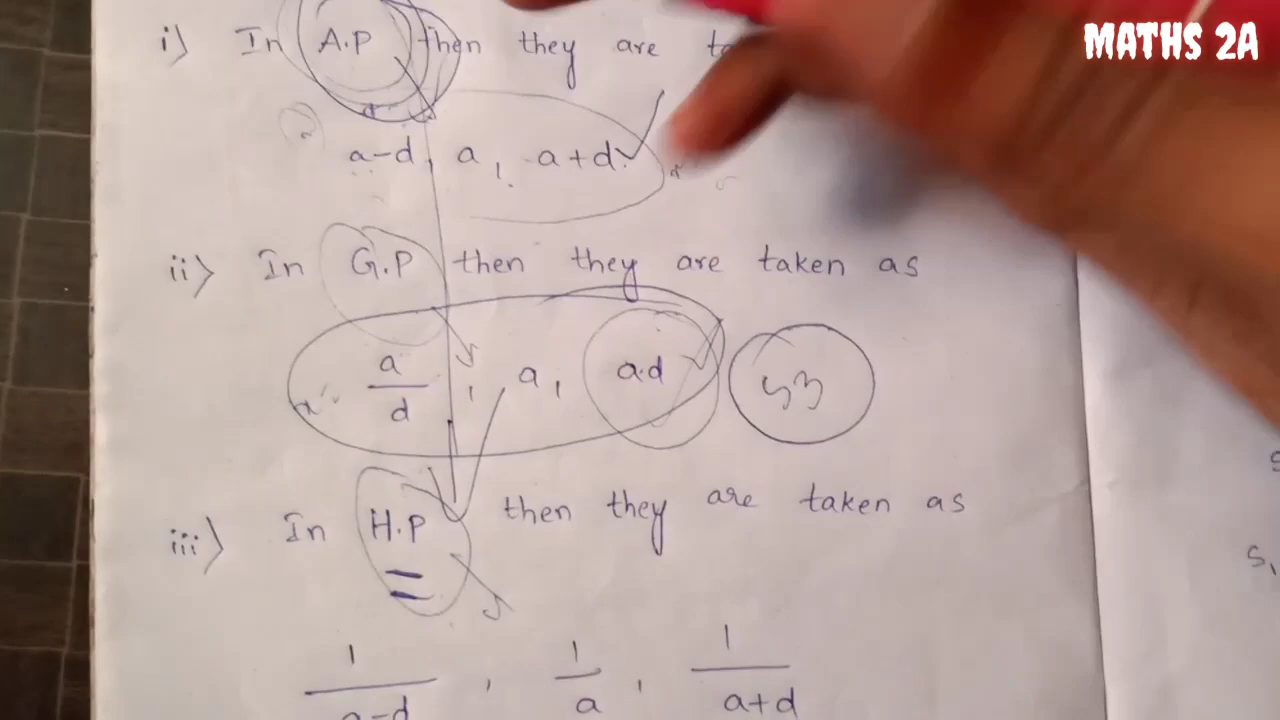 MATHS 2A
i) In A.P then they are
a-d, a, a+d
ii) In G.P then they are taken as
a/d, a, a.d
iii) In H.P then they are taken as
1/a-d, 1/a, 1/a+d